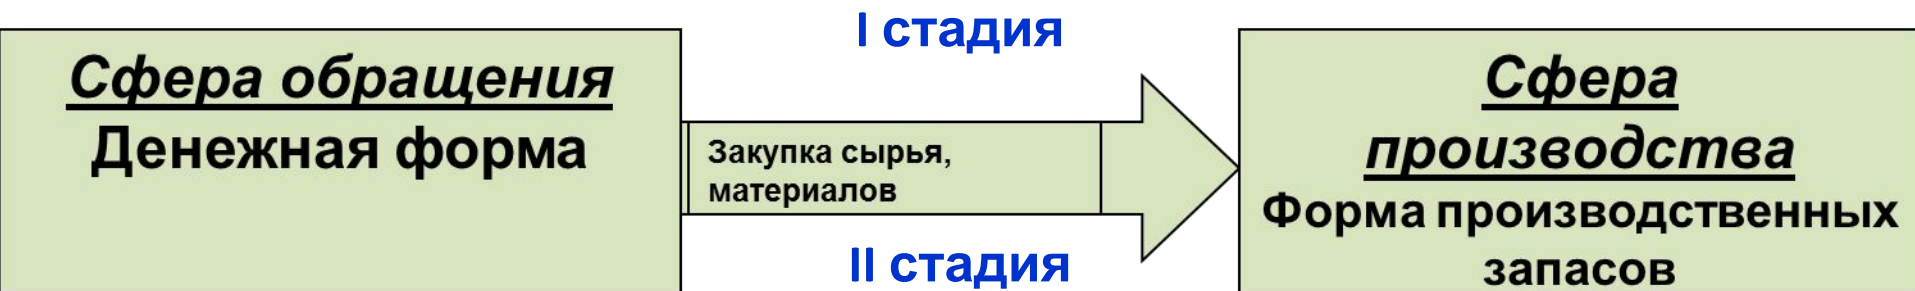 I стадия
Сфера обращения
Денежная форма
Закупка сырья,
материалов
Сфера
производства
Форма производственных
запасов
II стадия